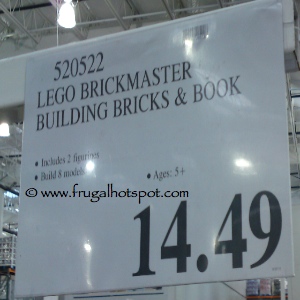 520522
LEGO BRICKMASTER
BUILDING BRICKS & BOOK
• Includes 2 figurines
• Build 8 models
• Ages: 5+
www.frugalhotspot.com
14.49